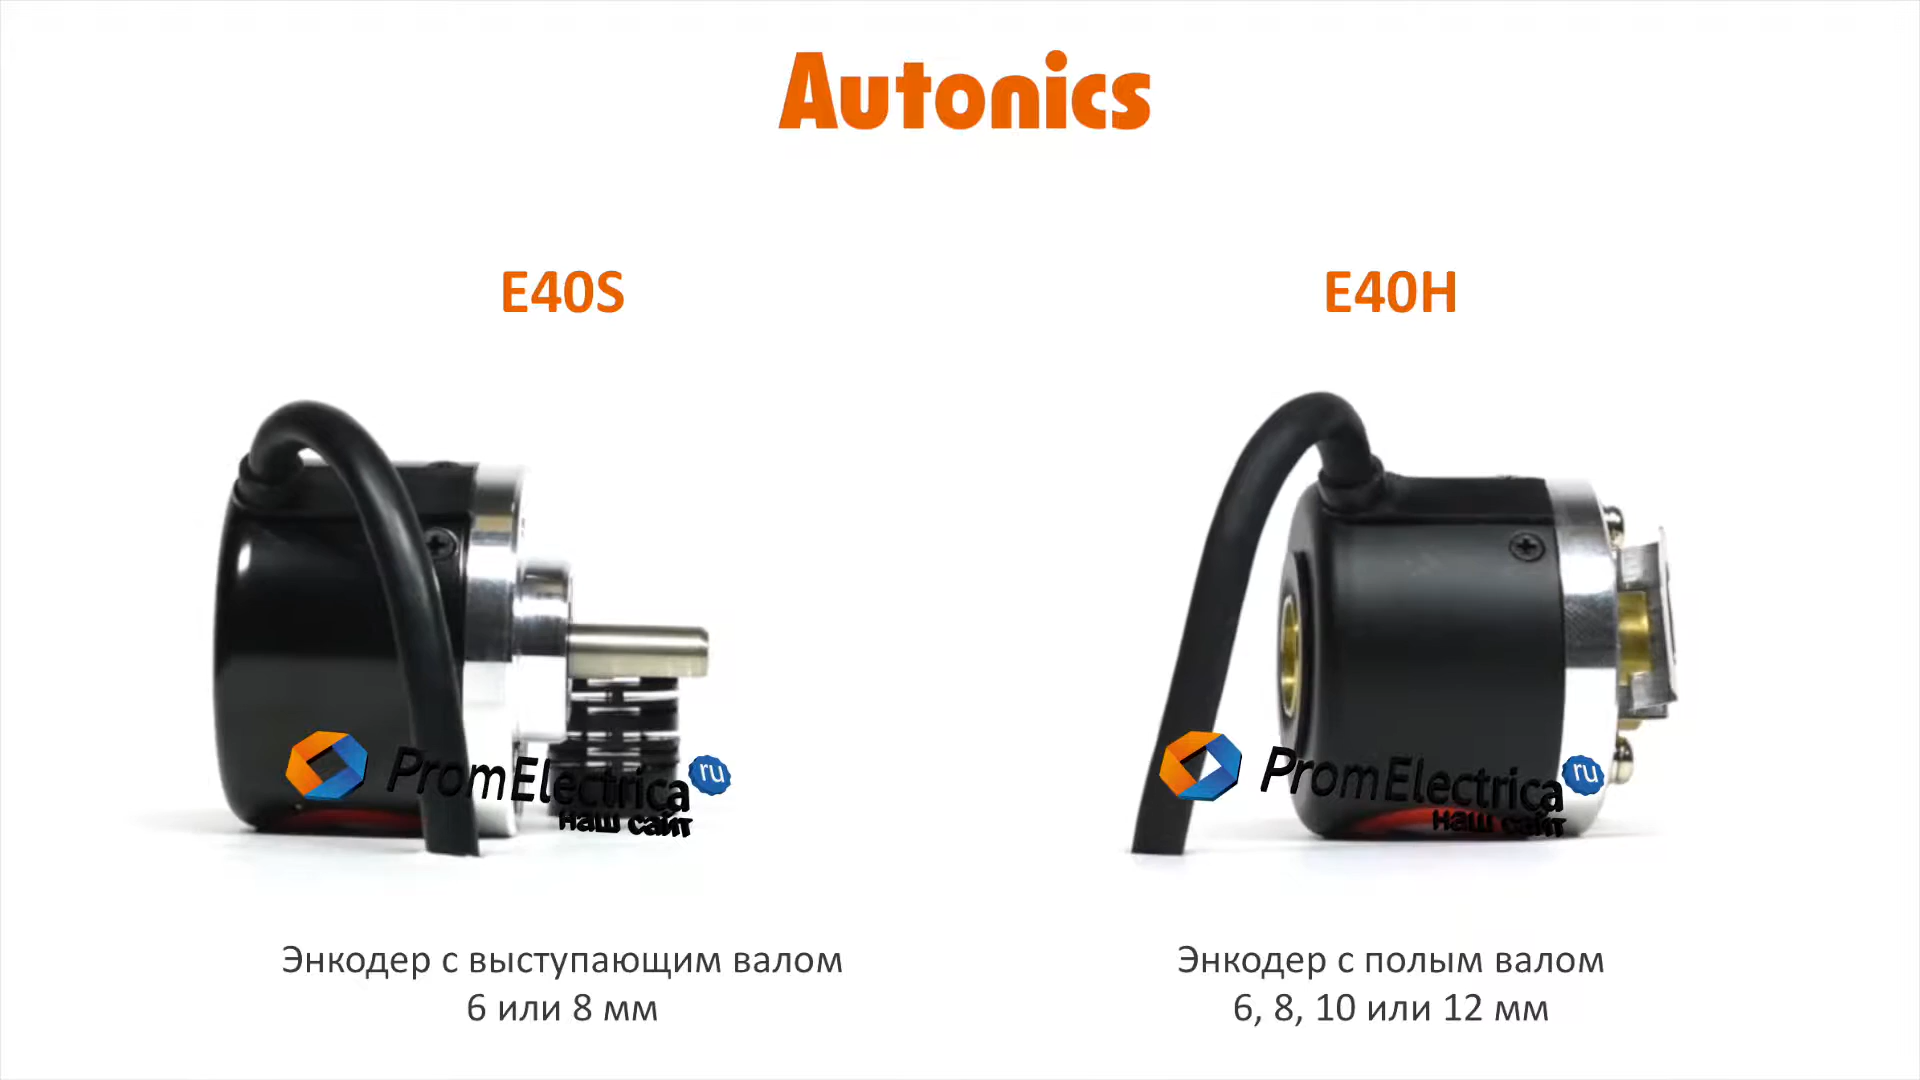 Autonics
E40S
E40H
PromElectrica ru
наш сайт
PromElectrica ru
наш сайт
Энкодер с выступающим валом
6 или 8 мм
Энкодер с полым валом
6, 8, 10 или 12 мм